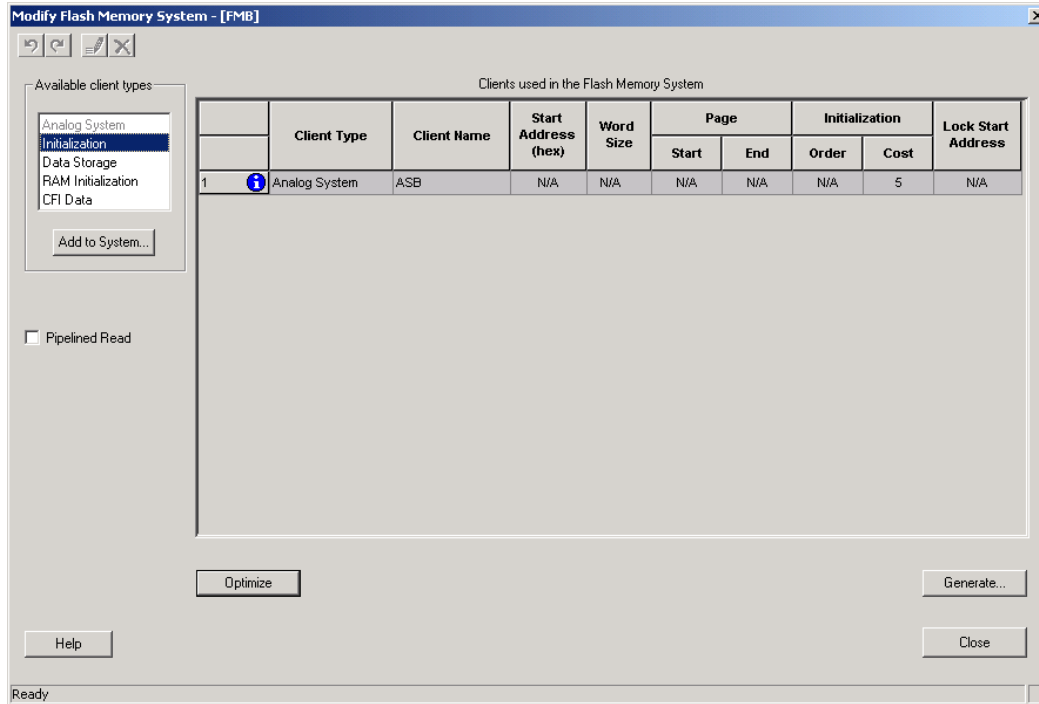 Modify Flash Memory System - [FMB]
Available client types
Analog System
Initialization
Data Storage
RAM Initialization
CFI Data
Add to System...
Pipelined Read
Clients used in the Flash Memory System
Client Type Client Name Start Address (hex) Word Size Page Initialization Lock Start Address
Start End Order Cost
1 Analog System ASB N/A N/A N/A N/A N/A 5 N/A
Optimize Generate...
Help Close
Ready